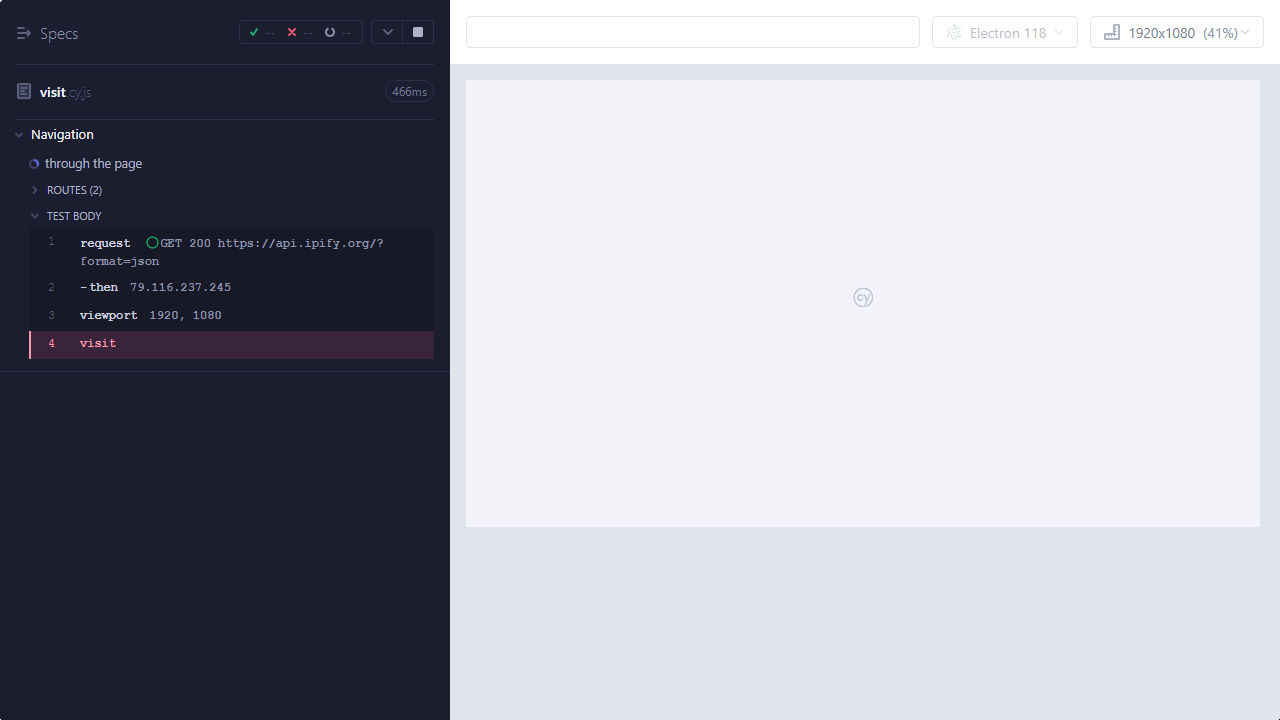 Specs
--
--
--
Electron 118
1920x1080 (41%)
visit.cy.js
466ms
Navigation
through the page
ROUTES (2)
TEST BODY
1 request GET 200 https://api.ipify.org/?
format=json
2 -then 79.116.237.245
3 viewport 1920, 1080
4 visit
cy